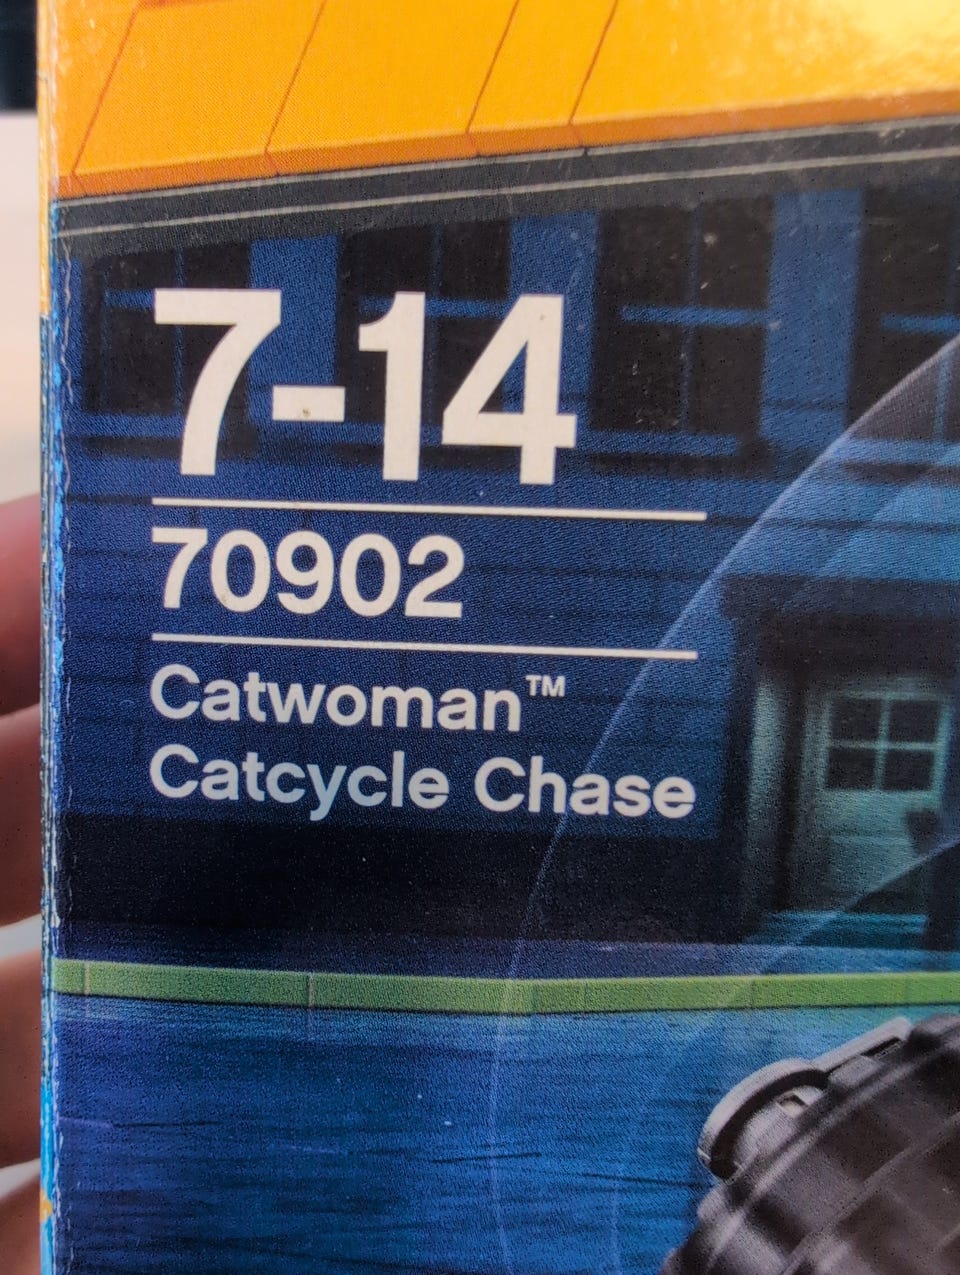 7-14
70902
Catwoman™
Catcycle Chase